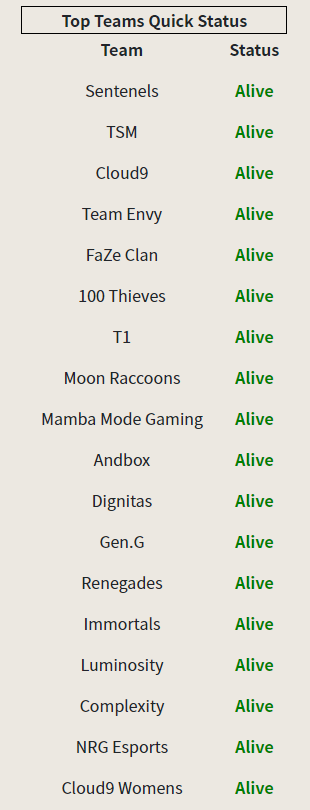 Top Teams Quick Status
Team Status
Sentenels Alive
TSM Alive
Cloud9 Alive
Team Envy Alive
FaZe Clan Alive
100 Thieves Alive
T1 Alive
Moon Raccoons Alive
Mamba Mode Gaming Alive
Andbox Alive
Dignitas Alive
Gen.G Alive
Renegades Alive
Immortals Alive
Luminosity Alive
Complexity Alive
NRG Esports Alive
Cloud9 Womens Alive